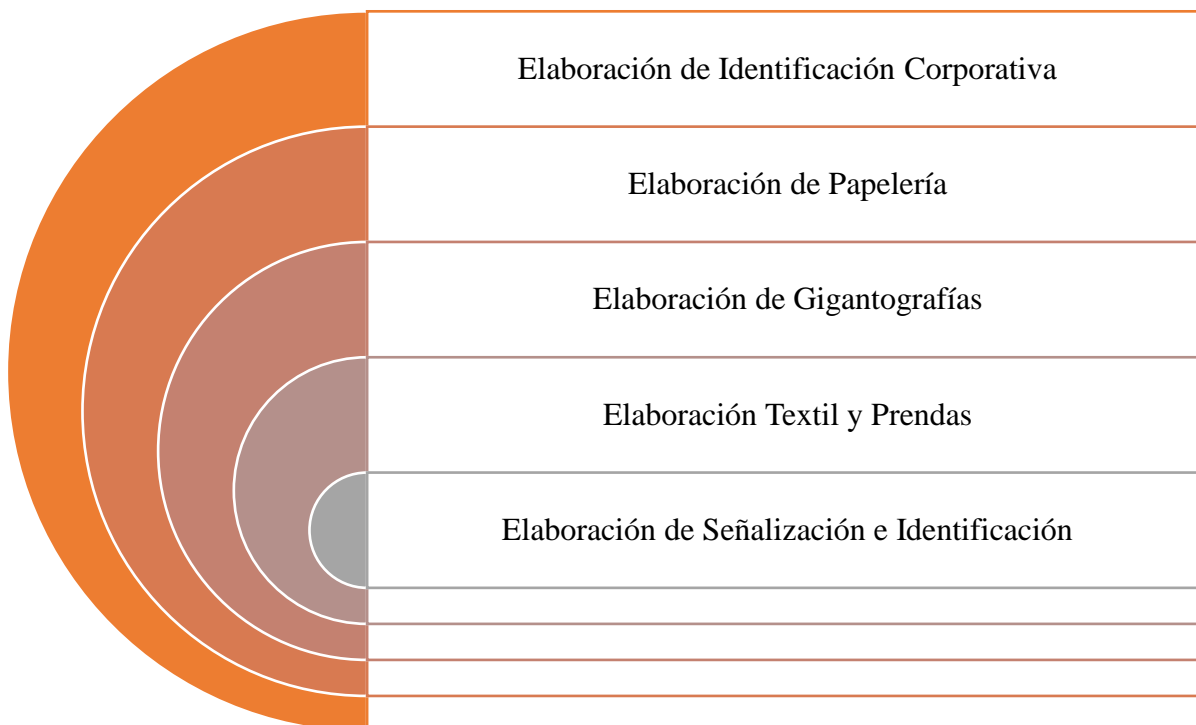 Elaboración de Identificación Corporativa
Elaboración de Papelería
Elaboración de Gigantografías
Elaboración Textil y Prendas
Elaboración de Señalización e Identificación